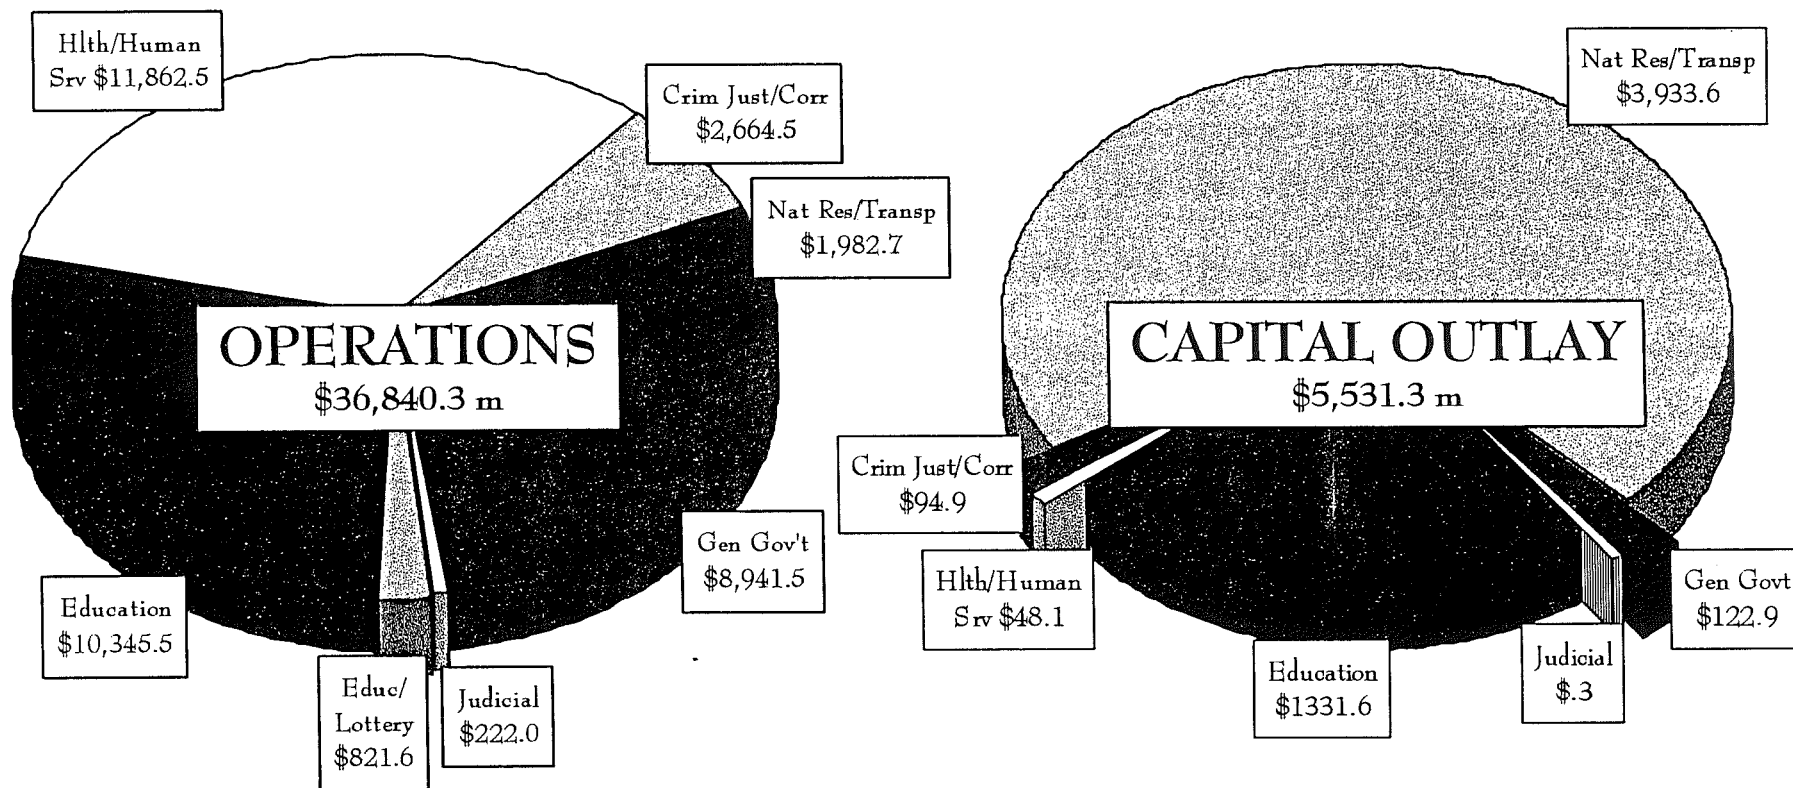 Hlth/Human
Srv $11,862.5
Crim Just/Corr
$2,664.5
Nat Res/Transp
$1,982.7
OPERATIONS
$36,840.3 m
Gen Gov't
$8,941.5
Education
$10,345.5
Educ/
Lottery
$821.6
Judicial
$222.0
Nat Res/Transp
$3,933.6
CAPITAL OUTLAY
$5,531.3 m
Crim Just/Corr
$94.9
Hlth/Human
Srv $48.1
Education
$1331.6
Judicial
$.3
Gen Govt
$122.9